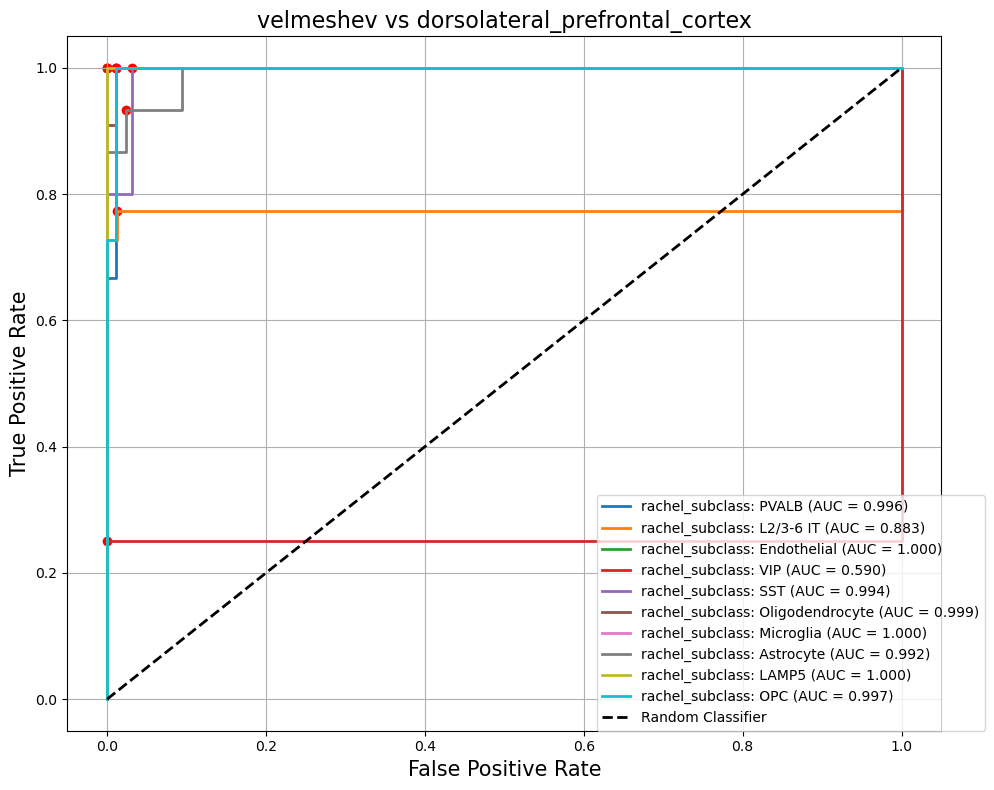 velmeshev vs dorsolateral_prefrontal_cortex
True Positive Rate
1.0
0.8
0.6
0.4
0.2
0.0
rachel_subclass: PVALB (AUC = 0.996)
rachel_subclass: L2/3-6 IT (AUC = 0.883)
rachel_subclass: Endothelial (AUC = 1.000)
rachel_subclass: VIP (AUC = 0.590)
rachel_subclass: SST (AUC = 0.994)
rachel_subclass: Oligodendrocyte (AUC = 0.999)
rachel_subclass: Microglia (AUC = 1.000)
rachel_subclass: Astrocyte (AUC = 0.992)
rachel_subclass: LAMP5 (AUC = 1.000)
rachel_subclass: OPC (AUC = 0.997)
Random Classifier
0.0 0.2 0.4 0.6 0.8 1.0
False Positive Rate